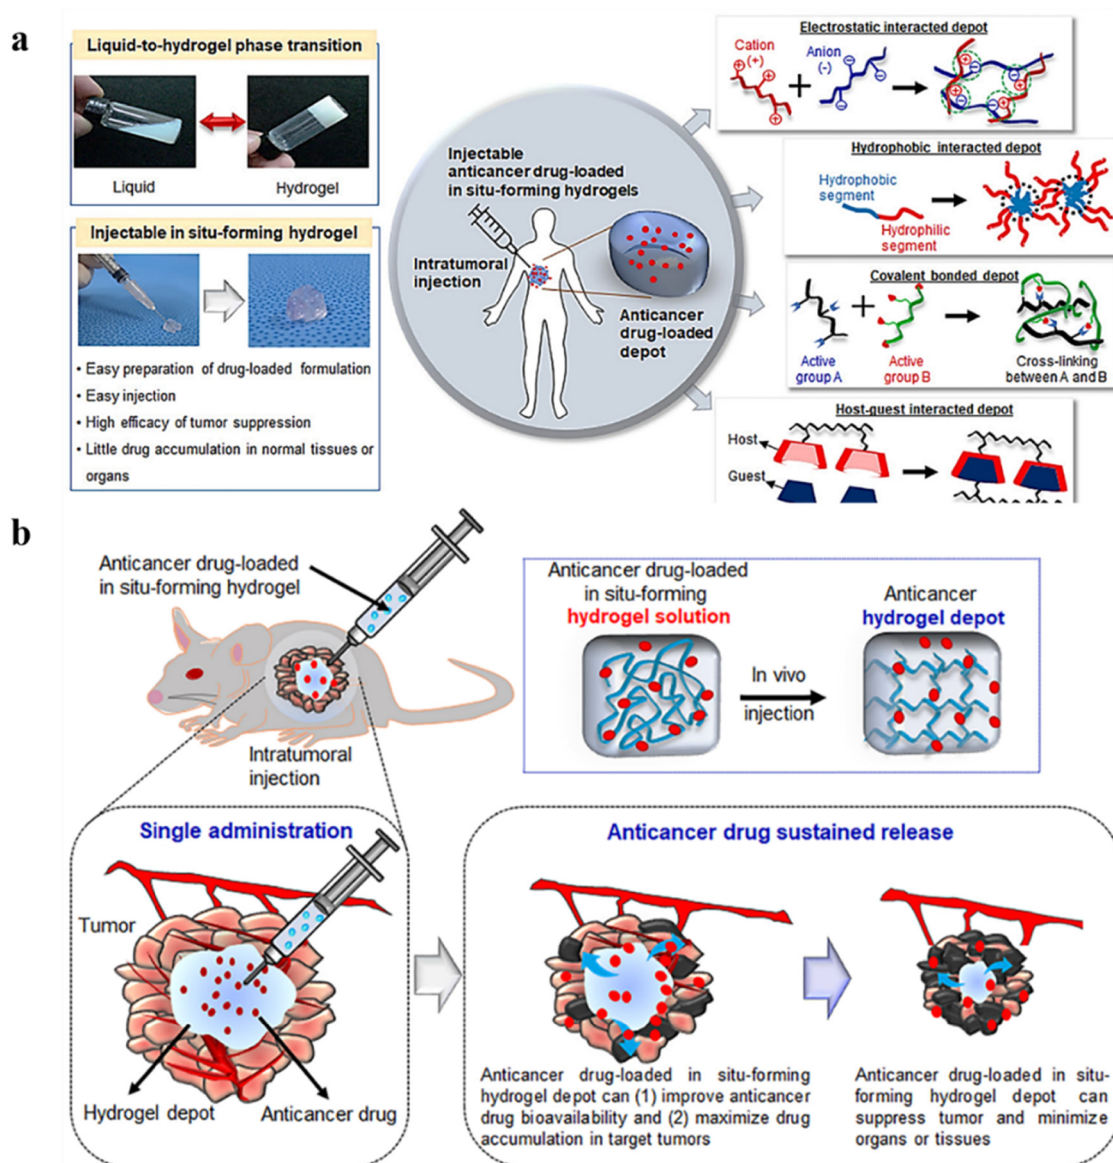 a
Liquid-to-hydrogel phase transition
Liquid
Hydrogel
Injectable in situ-forming hydrogel
• Easy preparation of drug-loaded formulation
• Easy injection
• High efficacy of tumor suppression
• Little drug accumulation in normal tissues or
organs
Injectable
anticancer drug-loaded
in situ-forming hydrogels
Intratumoral
injection
Anticancer
drug-loaded
depot
Electrostatic interacted depot
Cation
(+)
Anion
(-)
Hydrophobic interacted depot
Hydrophobic
segment
Hydrophilic
segment
Covalent bonded depot
Active
group A
Active
group B
Cross-linking
between A and B
Host-guest interacted depot
Host
Guest
b
Anticancer drug-loaded
in situ-forming hydrogel
Intratumoral
injection
Anticancer drug-loaded
in situ-forming
hydrogel solution
In vivo
injection
Anticancer
hydrogel depot
Single administration
Tumor
Hydrogel depot
Anticancer drug
Anticancer drug sustained release
Anticancer drug-loaded in situ-forming
hydrogel depot can (1) improve anticancer
drug bioavailability and (2) maximize drug
accumulation in target tumors
Anticancer drug-loaded in situ-
forming hydrogel depot can
suppress tumor and minimize
organs or tissues